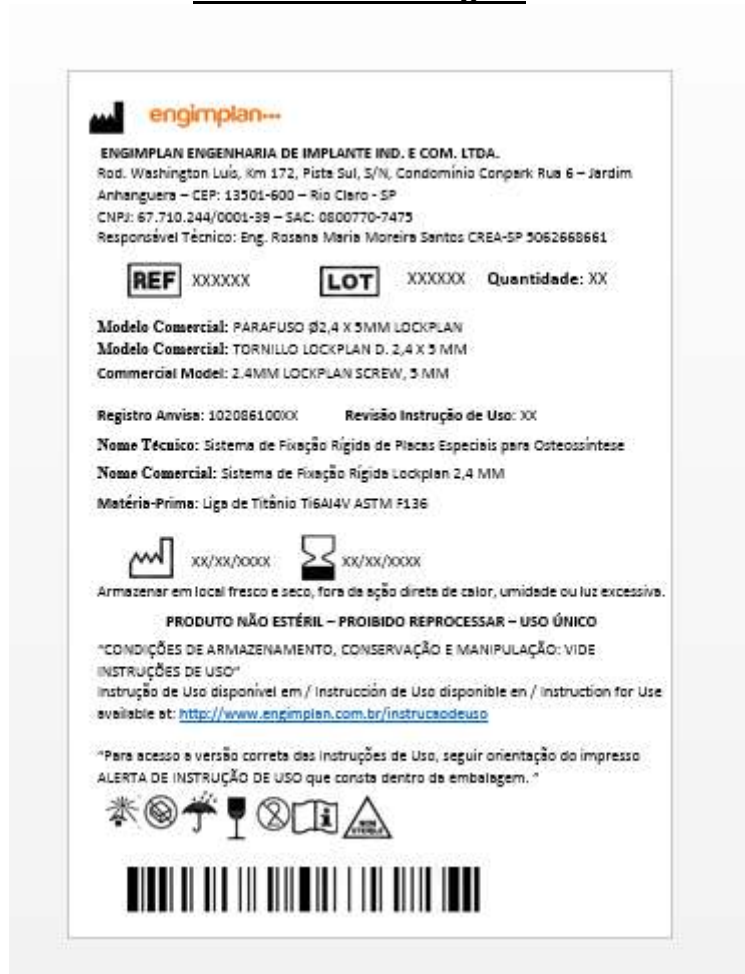 engimplan
ENGIMPLAN ENGENHARIA DE IMPLANTE IND. E COM. LTDA.
Rod. Washington Luís, Km 172, Pista Sul, S/N, Condomínio Conpark Rua 6 – Jardim
Anhanguera – CEP: 13501-600 – Rio Claro - SP
CNPJ: 67.710.244/0001-39 – SAC: 0800770-7475
Responsável Técnico: Eng. Rosana Maria Moreira Santos CREA-SP 5062668661
REF XXXXXX LOT XXXXXX Quantidade: XX
Modelo Comercial: PARAFUSO Ø2,4 X 5MM LOCKPLAN
Modelo Comercial: TORNILLO LOCKPLAN D. 2,4 X 5 MM
Commercial Model: 2.4MM LOCKPLAN SCREW, 5 MM
Registro Anvisa: 102086100XX Revisão Instrução de Uso: XX
Nome Técnico: Sistema de Fixação Rígida de Placas Especiais para Osteossíntese
Nome Comercial: Sistema de Fixação Rígida Lockplan 2,4 MM
Matéria-Prima: Liga de Titânio Ti6Al4V ASTM F136
xx/xx/xxxx xx/xx/xxxx
Armazenar em local fresco e seco, fora da ação direta de calor, umidade ou luz excessiva.
PRODUTO NÃO ESTÉRIL – PROIBIDO REPROCESSAR – USO ÚNICO
"CONDIÇÕES DE ARMAZENAMENTO, CONSERVAÇÃO E MANIPULAÇÃO: VIDE
INSTRUÇÕES DE USO"
Instrução de Uso disponível em / Instrucción de Uso disponible en / Instruction for Use
available at: http://www.engimplan.com.br/instrucaodeuso
"Para acesso a versão correta das Instruções de Uso, seguir orientação do impresso
ALERTA DE INSTRUÇÃO DE USO que consta dentro da embalagem. "
2
NON
STERILE